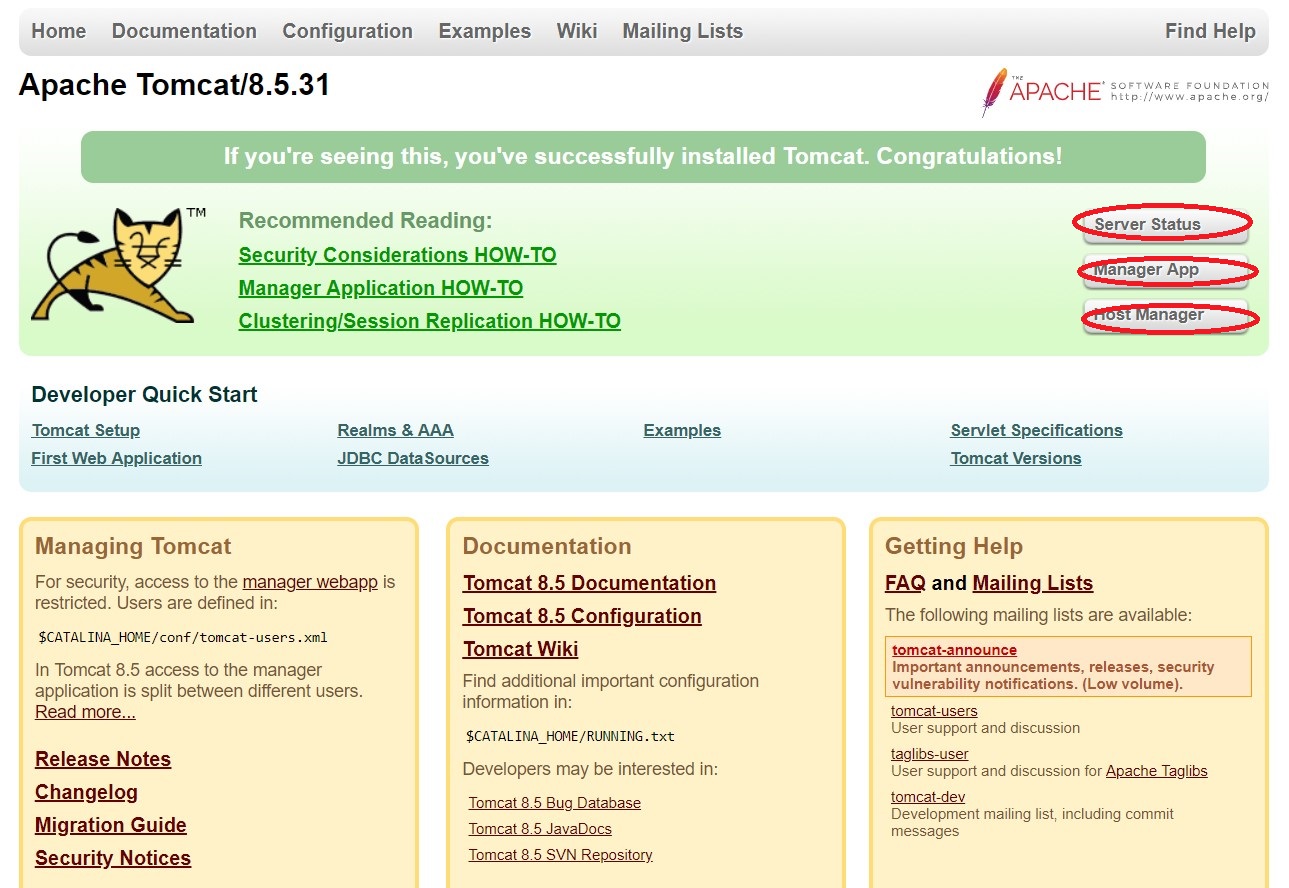 Home Documentation Configuration Examples Wiki Mailing Lists Find Help
Apache Tomcat/8.5.31
THE
APACHE®
SOFTWARE FOUNDATION
http://www.apache.org/
If you're seeing this, you've successfully installed Tomcat. Congratulations!
TM
Recommended Reading:
Security Considerations HOW-TO
Manager Application HOW-TO
Clustering/Session Replication HOW-TO
Server Status
Manager App
Host Manager
Developer Quick Start
Tomcat Setup
First Web Application
Realms & AAA
JDBC DataSources
Examples
Servlet Specifications
Tomcat Versions
Managing Tomcat
For security, access to the manager webapp is
restricted. Users are defined in:
$CATALINA_HOME/conf/tomcat-users.xml
In Tomcat 8.5 access to the manager
application is split between different users.
Read more...
Release Notes
Changelog
Migration Guide
Security Notices
Documentation
Tomcat 8.5 Documentation
Tomcat 8.5 Configuration
Tomcat Wiki
Find additional important configuration
information in:
$CATALINA_HOME/RUNNING.txt
Developers may be interested in:
Tomcat 8.5 Bug Database
Tomcat 8.5 JavaDocs
Tomcat 8.5 SVN Repository
Getting Help
FAQ and Mailing Lists
The following mailing lists are available:
tomcat-announce
Important announcements, releases, security
vulnerability notifications. (Low volume).
tomcat-users
User support and discussion
taglibs-user
User support and discussion for Apache Taglibs
tomcat-dev
Development mailing list, including commit
messages